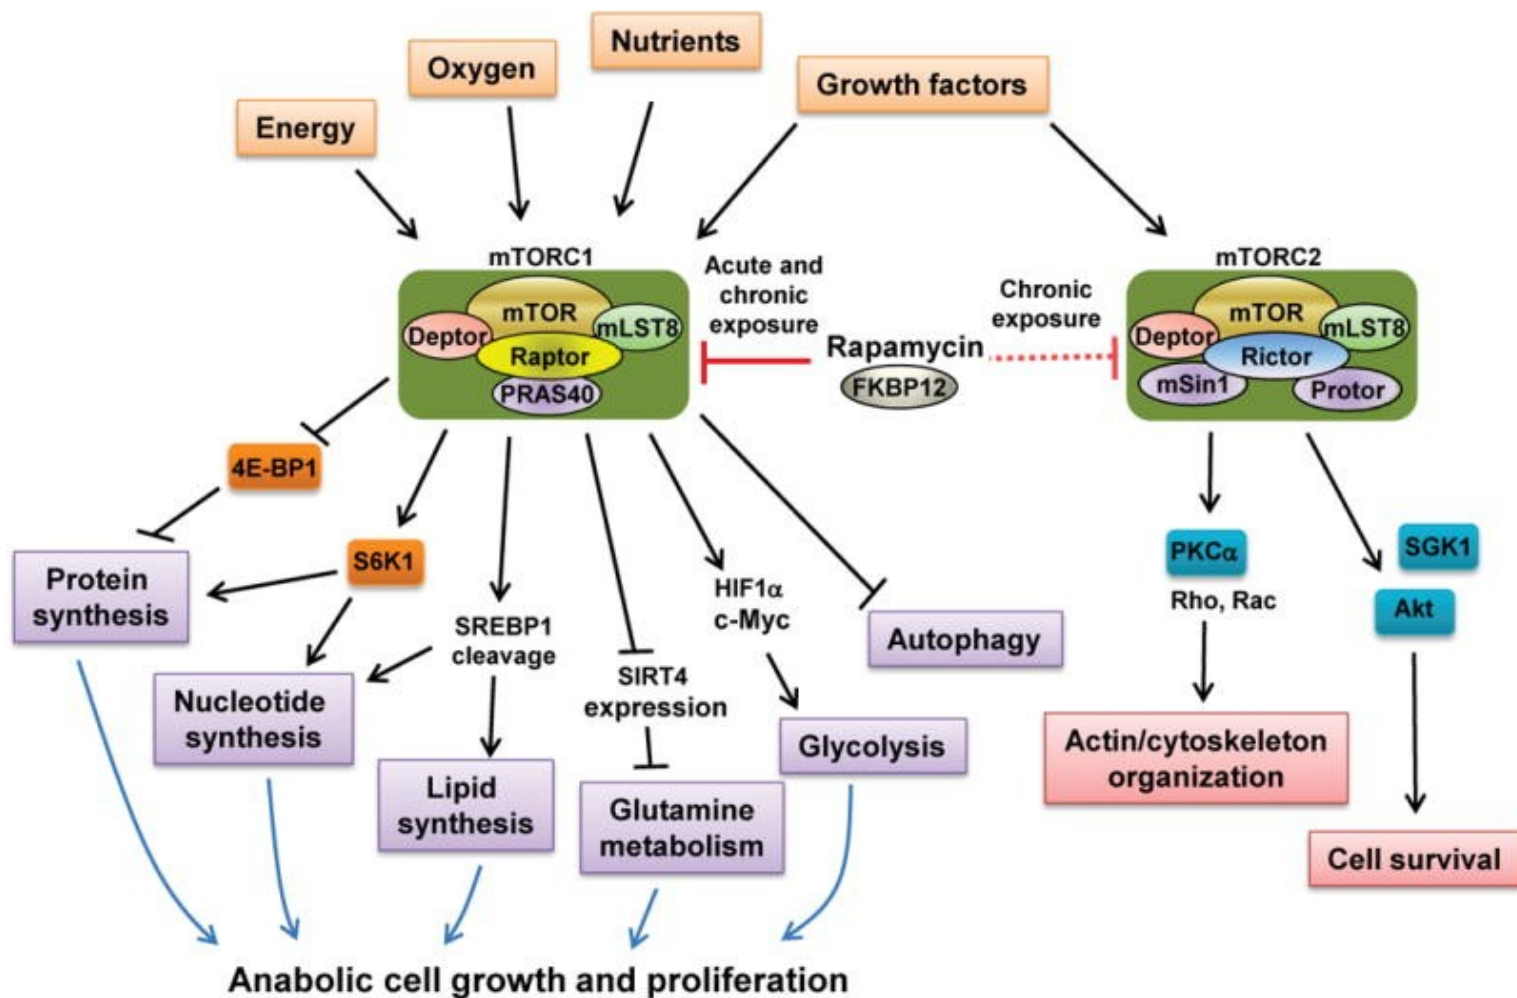 Nutrients
Oxygen
Growth factors
Energy
mTORC1
mTOR
Deptor
mLST8
Raptor
PRAS40
Acute and
chronic
exposure
Rapamycin
FKBP12
Chronic
exposure
mTORC2
mTOR
Deptor
mLST8
Rictor
mSin1
Protor
4E-BP1
S6K1
Protein
synthesis
SREBP1
cleavage
Nucleotide
synthesis
Lipid
synthesis
SIRT4
expression
Glutamine
metabolism
HIF1α
c-Myc
Glycolysis
Autophagy
PKCα
Rho, Rac
SGK1
Akt
Actin/cytoskeleton
organization
Cell survival
Anabolic cell growth and proliferation